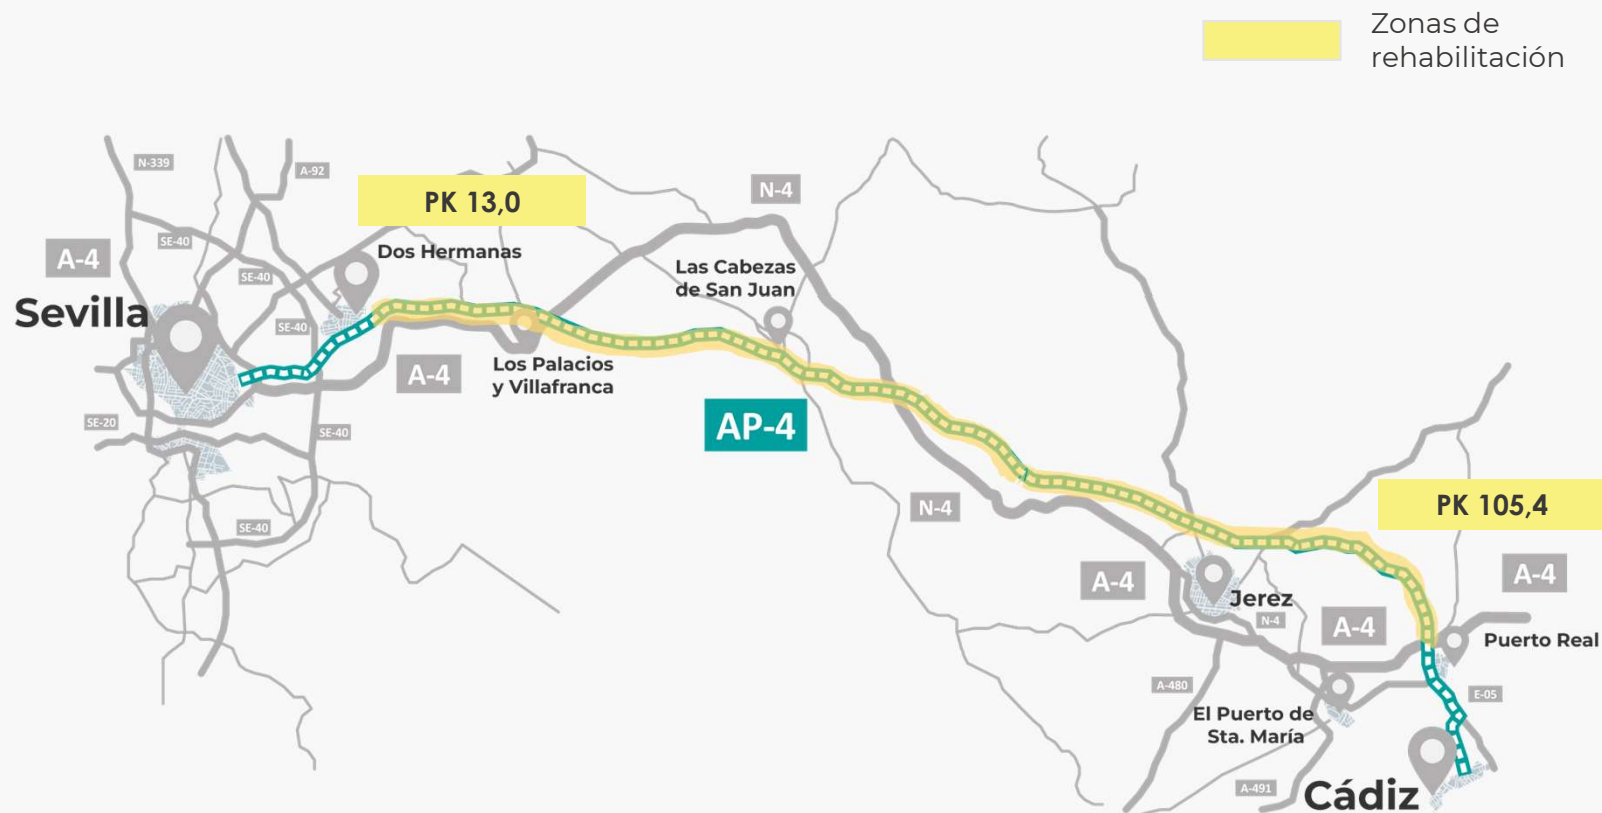 Zonas de
rehabilitación
N-339
A-92
PK 13,0
N-4
SE-40
A-4
Dos Hermanas
SE-40
Las Cabezas
de San Juan
Sevilla
SE-40
A-4
Los Palacios
y Villafranca
SE-20
SE-40
AP-4
N-4
PK 105,4
SE-40
A-4
A-4
Jerez
N-4
A-4
Puerto Real
A-480
E-05
El Puerto de
Sta. María
A-491
Cádiz